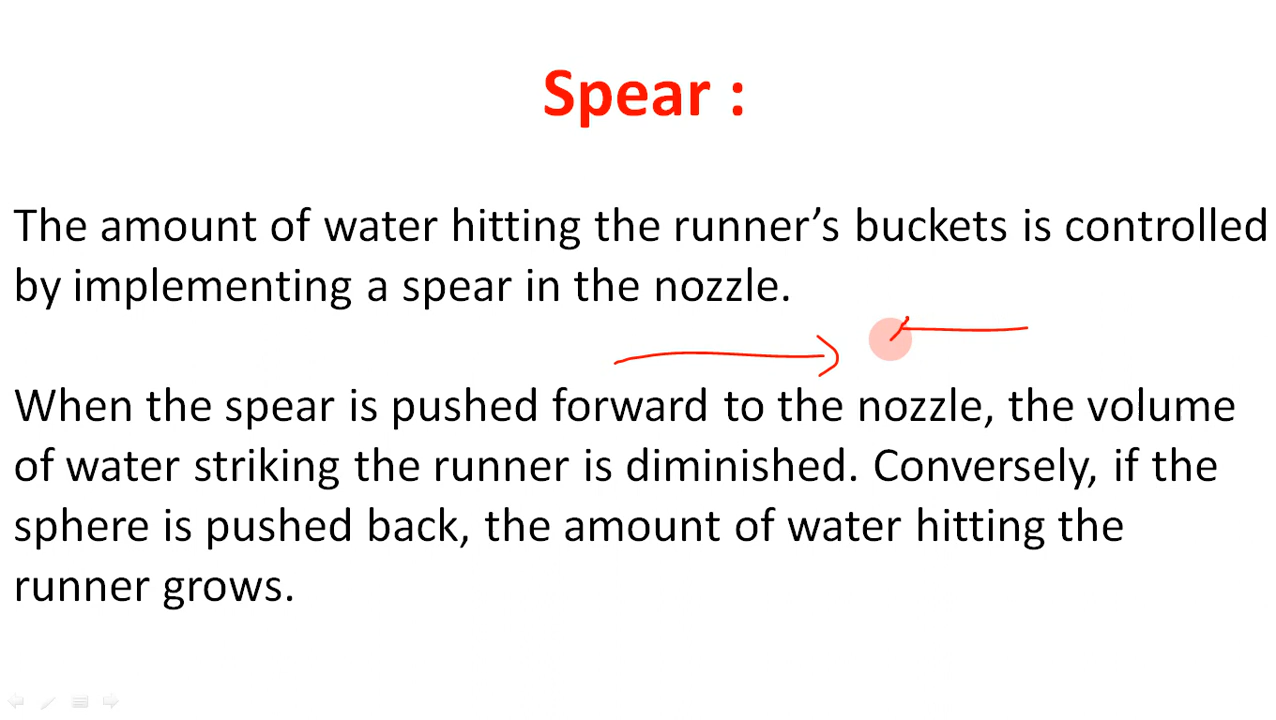 Spear :
The amount of water hitting the runner’s buckets is controlled
by implementing a spear in the nozzle.
When the spear is pushed forward to the nozzle, the volume
of water striking the runner is diminished. Conversely, if the
sphere is pushed back, the amount of water hitting the
runner grows.